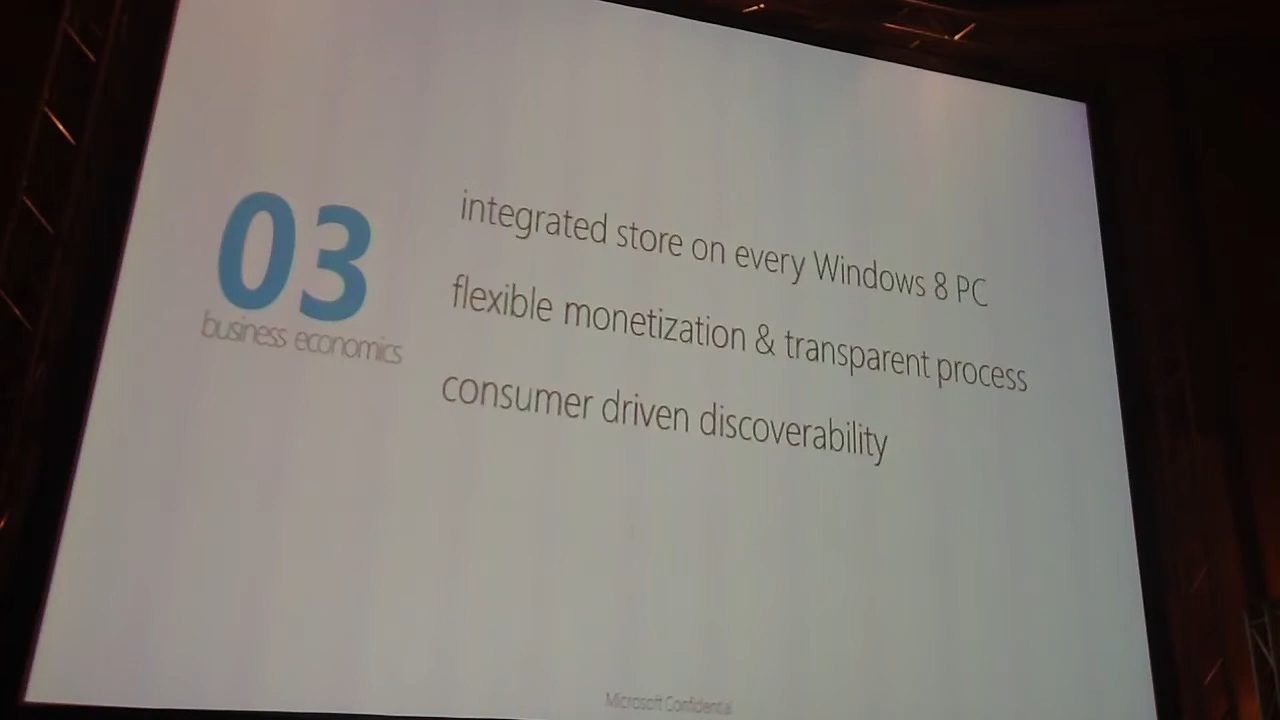 03
business economics
integrated store on every Windows 8 PC
flexible monetization & transparent process
consumer driven discoverability
Microsoft Confidential